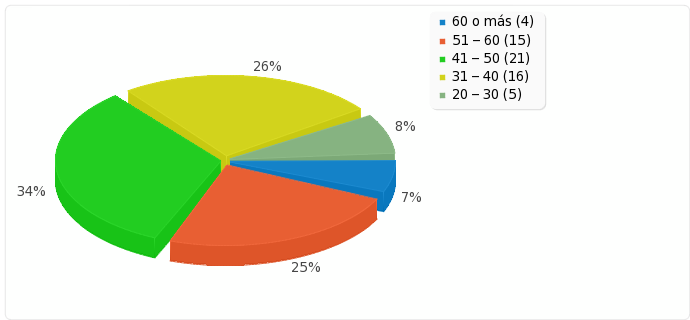 60 o más (4)
51 – 60 (15)
41 – 50 (21)
31 – 40 (16)
20 – 30 (5)
26%
8%
34%
7%
25%